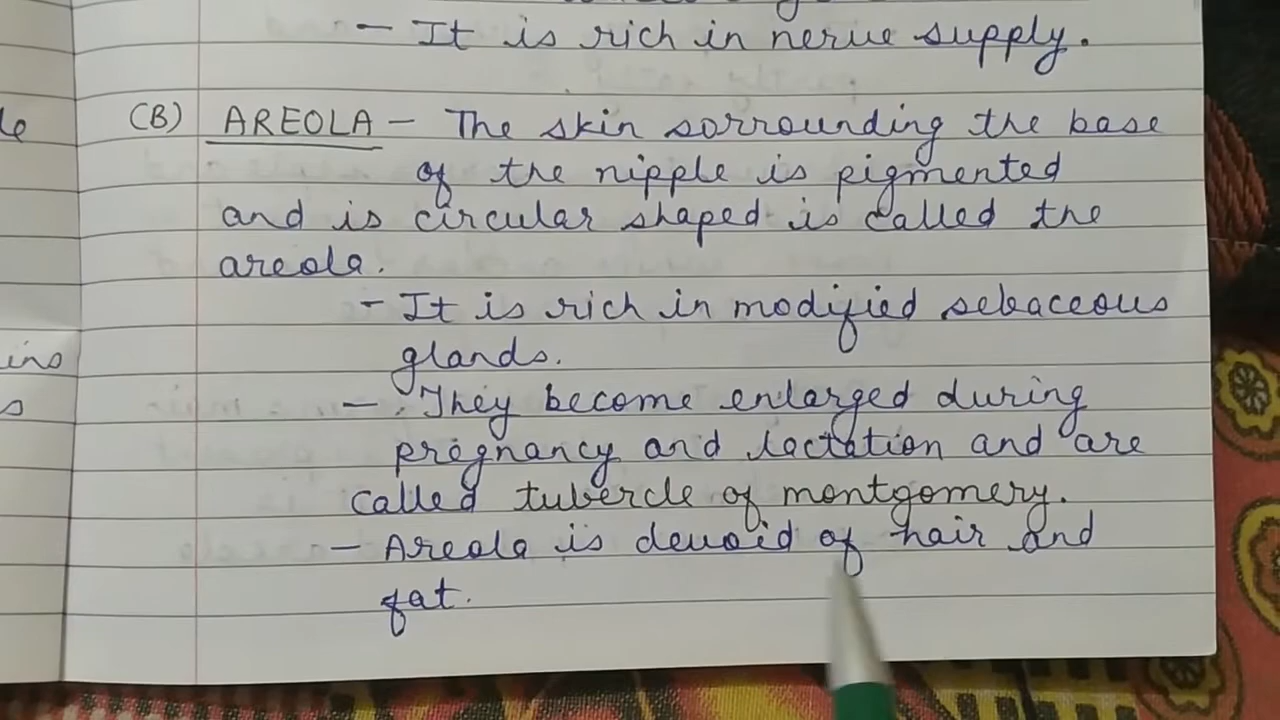 - It is rich in nerve supply.
(B) AREOLA - The skin sorrounding the base
of the nipple is pigmented
and is circular shaped is called the
areola.
- It is rich in modified sebaceous
glands.
- They become enlarged during
pregnancy and lactation and are
called tubercle of montgomery.
- Areola is devoid of hair and
fat.